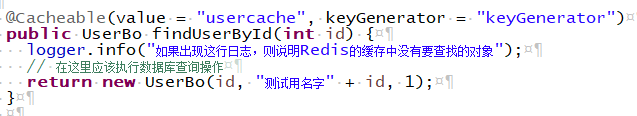 @Cacheable(value = "usercache", keyGenerator = "keyGenerator")
public UserBo findUserById(int id) {
logger.info("如果出现这行日志，则说明Redis的缓存中没有要查找的对象");
// 在这里应该执行数据库查询操作
return new UserBo(id, "测试用名字" + id, 1);
}